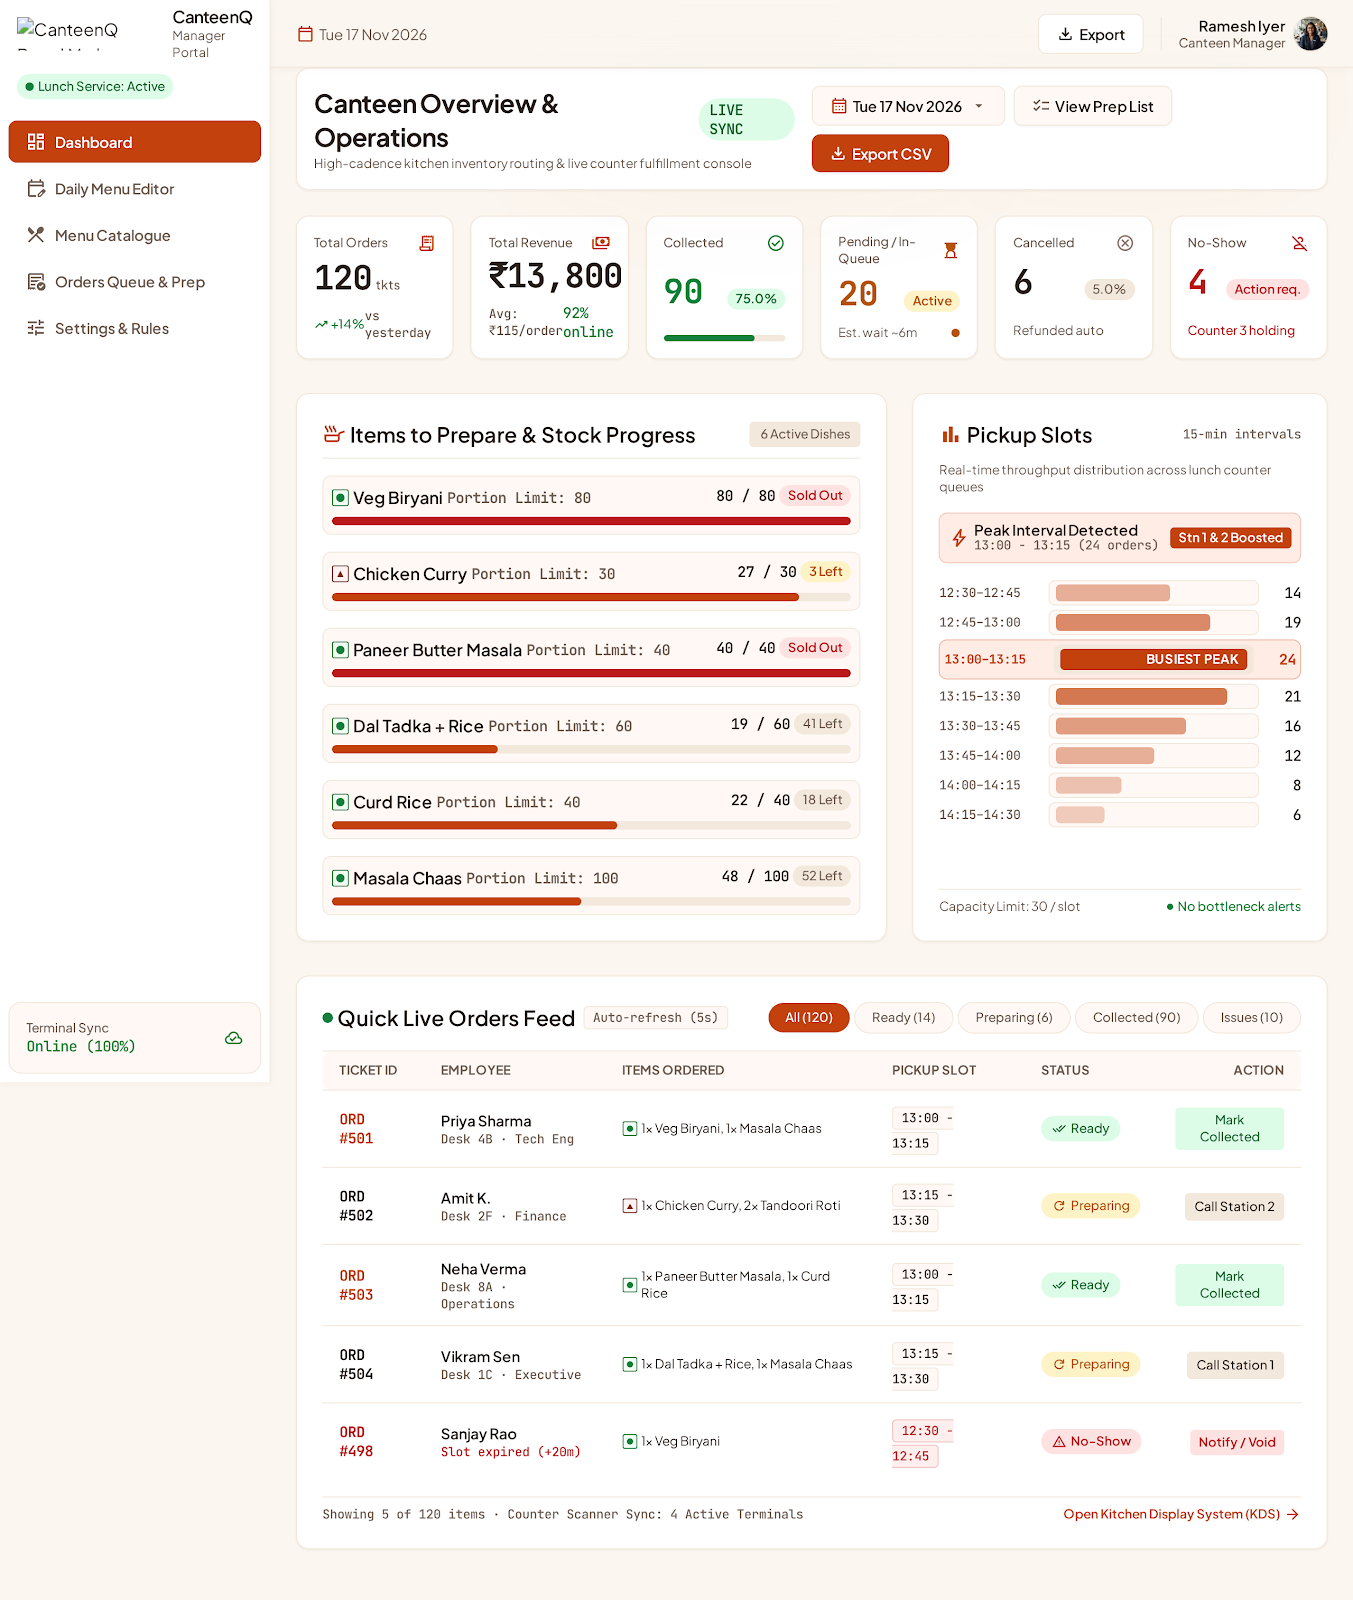 CanteenQ
CanteenQ
Manager
Portal
Lunch Service: Active
Dashboard
Daily Menu Editor
Menu Catalogue
Orders Queue & Prep
Settings & Rules
Terminal Sync
Online (100%)
Tue 17 Nov 2026
Export
Ramesh Iyer
Canteen Manager
Canteen Overview &
Operations
LIVE
SYNC
High-cadence kitchen inventory routing & live counter fulfillment console
Tue 17 Nov 2026
View Prep List
Export CSV
Total Orders
120 tkts
+14% vs
yesterday
Total Revenue
₹13,800
Avg:
₹115/order
92%
online
Collected
90
75.0%
Pending / In-
Queue
20
Active
Est. wait ~6m
Cancelled
6
5.0%
Refunded auto
No-Show
4
Action req.
Counter 3 holding
Items to Prepare & Stock Progress
6 Active Dishes
Veg Biryani Portion Limit: 80
80 / 80 Sold Out
Chicken Curry Portion Limit: 30
27 / 30 3 Left
Paneer Butter Masala Portion Limit: 40
40 / 40 Sold Out
Dal Tadka + Rice Portion Limit: 60
19 / 60 41 Left
Curd Rice Portion Limit: 40
22 / 40 18 Left
Masala Chaas Portion Limit: 100
48 / 100 52 Left
Pickup Slots
15-min intervals
Real-time throughput distribution across lunch counter
queues
Peak Interval Detected
13:00 - 13:15 (24 orders)
Stn 1 & 2 Boosted
12:30-12:45 14
12:45-13:00 19
13:00-13:15 BUSIEST PEAK 24
13:15-13:30 21
13:30-13:45 16
13:45-14:00 12
14:00-14:15 8
14:15-14:30 6
Capacity Limit: 30 / slot
No bottleneck alerts
Quick Live Orders Feed
Auto-refresh (5s)
All (120)
Ready (14)
Preparing (6)
Collected (90)
Issues (10)
TICKET ID EMPLOYEE ITEMS ORDERED PICKUP SLOT STATUS ACTION
ORD
#501
Priya Sharma
Desk 4B · Tech Eng
1x Veg Biryani, 1x Masala Chaas
13:00 -
13:15
Ready
Mark
Collected
ORD
#502
Amit K.
Desk 2F · Finance
1x Chicken Curry, 2x Tandoori Roti
13:15 -
13:30
Preparing
Call Station 2
ORD
#503
Neha Verma
Desk 8A ·
Operations
1x Paneer Butter Masala, 1x Curd
Rice
13:00 -
13:15
Ready
Mark
Collected
ORD
#504
Vikram Sen
Desk 1C · Executive
1x Dal Tadka + Rice, 1x Masala Chaas
13:15 -
13:30
Preparing
Call Station 1
ORD
#498
Sanjay Rao
Slot expired (+20m)
1x Veg Biryani
12:30 -
12:45
No-Show
Notify / Void
Showing 5 of 120 items · Counter Scanner Sync: 4 Active Terminals
Open Kitchen Display System (KDS) →